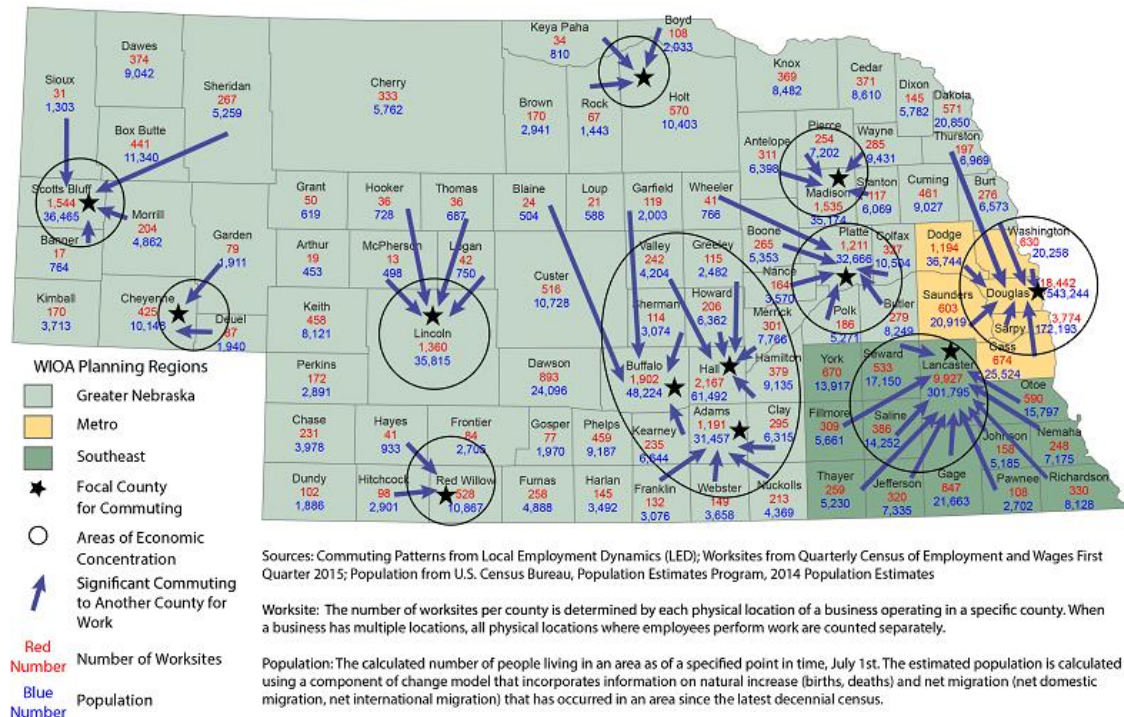 Keya Paha
34
810
Boyd
108
2,033
Dawes
374
9,042
Sioux
31
1,303
Sheridan
267
5,259
Cherry
333
5,762
Brown
170
2,941
Rock
67
1,443
Holt
570
10,403
Knox
369
8,482
Cedar
371
8,610
Dixon
145
5,782
Dakota
571
20,850
Box Butte
441
11,340
Antelope
311
6,398
Pierce
254
7,202
Wayne
285
9,431
Thurston
197
6,969
Scotts Bluff
1,544
36,465
Morrill
204
4,862
Banner
17
764
Garden
79
1,911
Grant
50
619
Hooker
36
728
Thomas
36
687
Blaine
24
504
Loup
21
588
Garfield
119
2,003
Wheeler
41
766
Madison
1,535
35,174
Stanton
117
6,069
Cuming
461
9,027
Burt
276
6,573
Kimball
170
3,713
Cheyenne
425
10,148
Deuel
87
1,940
Arthur
19
453
McPherson
13
498
Logan
42
750
Custer
516
10,728
Valley
242
4,204
Greeley
115
2,482
Boone
265
5,353
Nance
164
3,570
Platte
1,211
32,666
Colfax
327
10,504
Dodge
1,194
36,744
Washington
630
20,258
Keith
458
8,121
Lincoln
1,360
35,815
Sherman
114
3,074
Howard
206
6,362
Merrick
301
7,766
Polk
186
5,271
Butler
279
8,249
Saunders
603
20,919
Douglas
18,442
543,244
Sarpy
3,774
172,193
Cass
674
25,524
Perkins
172
2,891
Dawson
893
24,096
Buffalo
1,902
48,224
Hall
2,167
61,492
Hamilton
379
9,135
York
670
13,917
Seward
533
17,150
Lancaster
9,927
301,795
Otoe
590
15,797
Chase
231
3,978
Hayes
41
933
Frontier
84
2,705
Gosper
77
1,970
Phelps
459
9,187
Kearney
235
6,644
Adams
1,191
31,457
Clay
295
6,315
Fillmore
309
5,661
Saline
386
14,252
Johnson
158
5,185
Nemaha
248
7,175
Dundy
102
1,886
Hitchcock
98
2,901
Red Willow
528
10,867
Furnas
258
4,888
Harlan
145
3,492
Franklin
132
3,076
Webster
149
3,658
Nuckolls
213
4,369
Thayer
259
5,230
Jefferson
320
7,335
Gage
847
21,663
Pawnee
108
2,702
Richardson
330
8,128
WIOA Planning Regions
Greater Nebraska
Metro
Southeast
Focal County
for Commuting
Areas of Economic
Concentration
Significant Commuting
to Another County for
Work
Red
Number
Number of Worksites
Blue
Number
Population
Sources: Commuting Patterns from Local Employment Dynamics (LED); Worksites from Quarterly Census of Employment and Wages First
Quarter 2015; Population from U.S. Census Bureau, Population Estimates Program, 2014 Population Estimates
Worksite: The number of worksites per county is determined by each physical location of a business operating in a specific county. When
a business has multiple locations, all physical locations where employees perform work are counted separately.
Population: The calculated number of people living in an area as of a specified point in time, July 1st. The estimated population is calculated
using a component of change model that incorporates information on natural increase (births, deaths) and net migration (net domestic
migration, net international migration) that has occurred in an area since the latest decennial census.